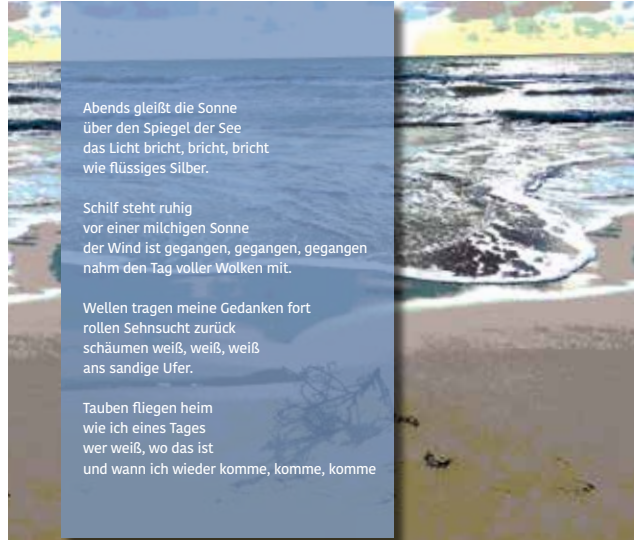 Abends gleißt die Sonne
über den Spiegel der See
das Licht bricht, bricht, bricht
wie flüssiges Silber.
Schilf steht ruhig
vor einer milchigen Sonne
der Wind ist gegangen, gegangen, gegangen
nahm den Tag voller Wolken mit.
Wellen tragen meine Gedanken fort
rollen Sehnsucht zurück
schäumen weiß, weiß, weiß
ans sandige Ufer.
Tauben fliegen heim
wie ich eines Tages
wer weiß, wo das ist
und wann ich wieder komme, komme, komme